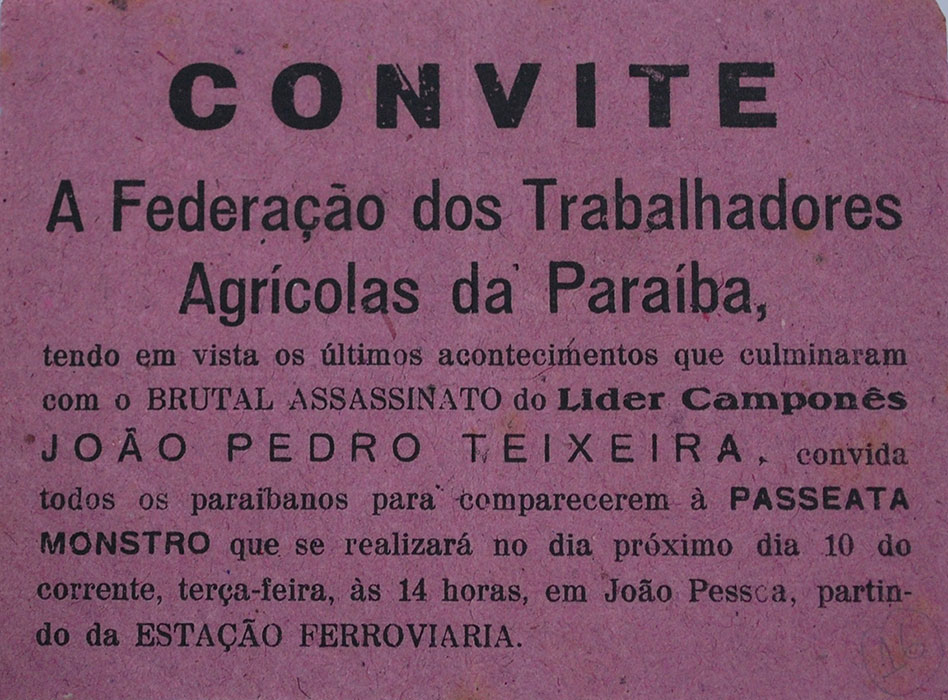 CONVITE
A Federação dos Trabalhadores
Agrícolas da Paraíba,
tendo em vista os últimos acontecimentos que culminaram
com o BRUTAL ASSASSINATO do Lider Camponês
JOÃO PEDRO TEIXEIRA, convida
todos os paraibanos para comparecerem à PASSEATA
MONSTRO que se realizará no dia próximo dia 10 do
corrente, terça-feira, às 14 horas, em João Pessoa, partin-
do da ESTAÇÃO FERROVIARIA.